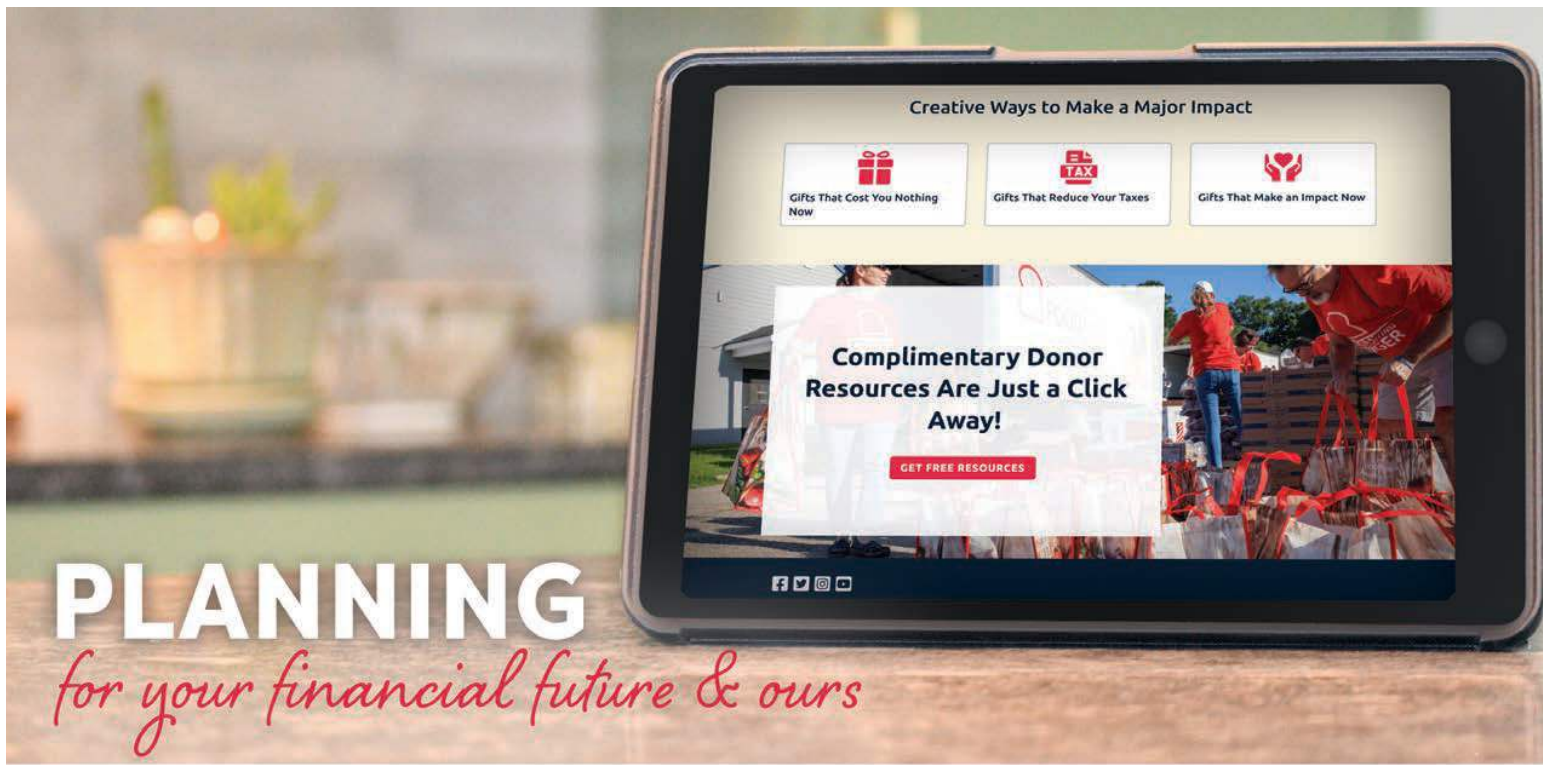 Creative Ways to Make a Major Impact
TAX
Gifts That Cost You Nothing
Now
Gifts That Reduce Your Taxes
Gifts That Make an Impact Now
Complimentary Donor
Resources Are Just a Click
Away!
GET FREE RESOURCES
PLANNING
for your financial future & ours